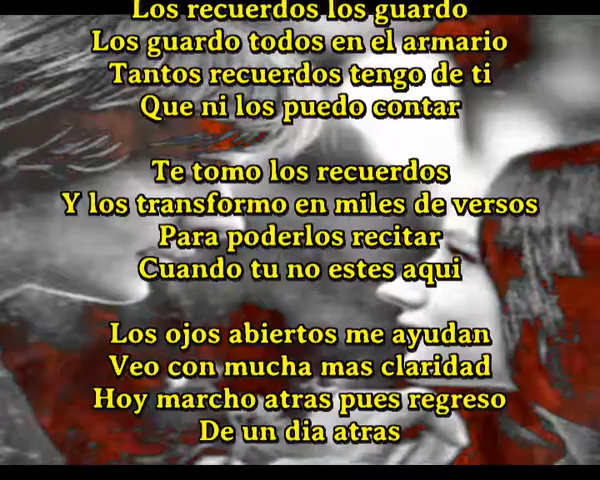 Los recuerdos los guardo
Los guardo todos en el armario
Tantos recuerdos tengo de ti
Que ni los puedo contar
Te tomo los recuerdos
Y los transformo en miles de versos
Para poderlos recitar
Cuando tu no estes aqui
Los ojos abiertos me ayudan
Veo con mucha mas claridad
Hoy marcho atras pues regreso
De un dia atras